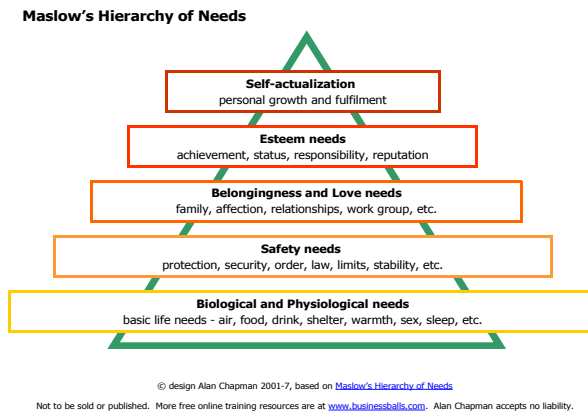 Maslow's Hierarchy of Needs
Self-actualization
personal growth and fulfilment
Esteem needs
achievement, status, responsibility, reputation
Belongingness and Love needs
family, affection, relationships, work group, etc.
Safety needs
protection, security, order, law, limits, stability, etc.
Biological and Physiological needs
basic life needs - air, food, drink, shelter, warmth, sex, sleep, etc.
© design Alan Chapman 2001-7, based on Maslow's Hierarchy of Needs
Not to be sold or published. More free online training resources are at www.businessballs.com. Alan Chapman accepts no liability.